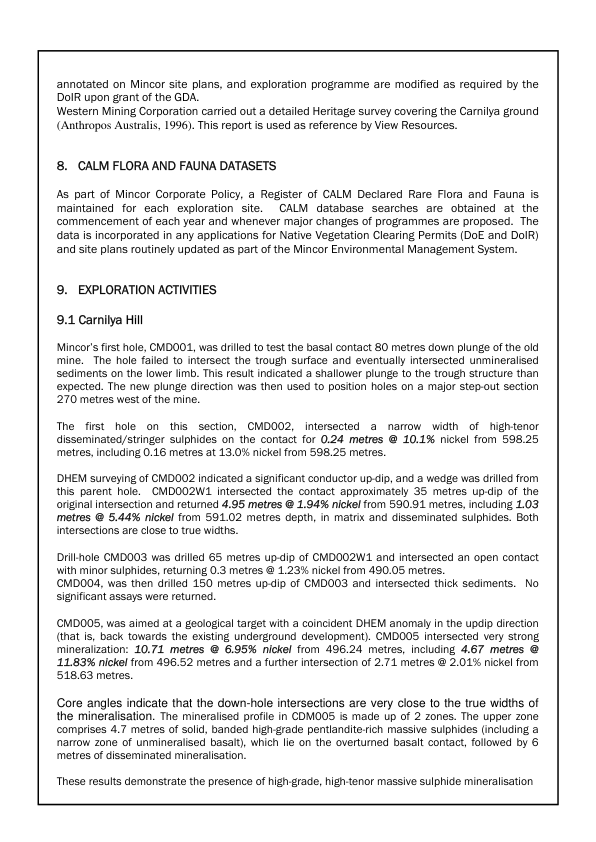 annotated on Mincor site plans, and exploration programme are modified as required by the
DoIR upon grant of the GDA.
Western Mining Corporation carried out a detailed Heritage survey covering the Carnilya ground
(Anthropos Australis, 1996). This report is used as reference by View Resources.
8. CALM FLORA AND FAUNA DATASETS
As part of Mincor Corporate Policy, a Register of CALM Declared Rare Flora and Fauna is
maintained for each exploration site. CALM database searches are obtained at the
commencement of each year and whenever major changes of programmes are proposed. The
data is incorporated in any applications for Native Vegetation Clearing Permits (DoE and DoIR)
and site plans routinely updated as part of the Mincor Environmental Management System.
9. EXPLORATION ACTIVITIES
9.1 Carnilya Hill
Mincor's first hole, CMD001, was drilled to test the basal contact 80 metres down plunge of the old
mine. The hole failed to intersect the trough surface and eventually intersected unmineralised
sediments on the lower limb. This result indicated a shallower plunge to the trough structure than
expected. The new plunge direction was then used to position holes on a major step-out section
270 metres west of the mine.
The first hole on this section, CMD002, intersected a narrow width of high-tenor
disseminated/stringer sulphides on the contact for 0.24 metres @ 10.1% nickel from 598.25
metres, including 0.16 metres at 13.0% nickel from 598.25 metres.
DHEM surveying of CMD002 indicated a significant conductor up-dip, and a wedge was drilled from
this parent hole. CMD002W1 intersected the contact approximately 35 metres up-dip of the
original intersection and returned 4.95 metres @ 1.94% nickel from 590.91 metres, including 1.03
metres @ 5.44% nickel from 591.02 metres depth, in matrix and disseminated sulphides. Both
intersections are close to true widths.
Drill-hole CMD003 was drilled 65 metres up-dip of CMD002W1 and intersected an open contact
with minor sulphides, returning 0.3 metres @ 1.23% nickel from 490.05 metres.
CMD004, was then drilled 150 metres up-dip of CMD003 and intersected thick sediments. No
significant assays were returned.
CMD005, was aimed at a geological target with a coincident DHEM anomaly in the updip direction
(that is, back towards the existing underground development). CMD005 intersected very strong
mineralization: 10.71 metres @ 6.95% nickel from 496.24 metres, including 4.67 metres @
11.83% nickel from 496.52 metres and a further intersection of 2.71 metres @ 2.01% nickel from
518.63 metres.
Core angles indicate that the down-hole intersections are very close to the true widths of
the mineralisation. The mineralised profile in CDM005 is made up of 2 zones. The upper zone
comprises 4.7 metres of solid, banded high-grade pentlandite-rich massive sulphides (including a
narrow zone of unmineralised basalt), which lie on the overturned basalt contact, followed by 6
metres of disseminated mineralisation.
These results demonstrate the presence of high-grade, high-tenor massive sulphide mineralisation